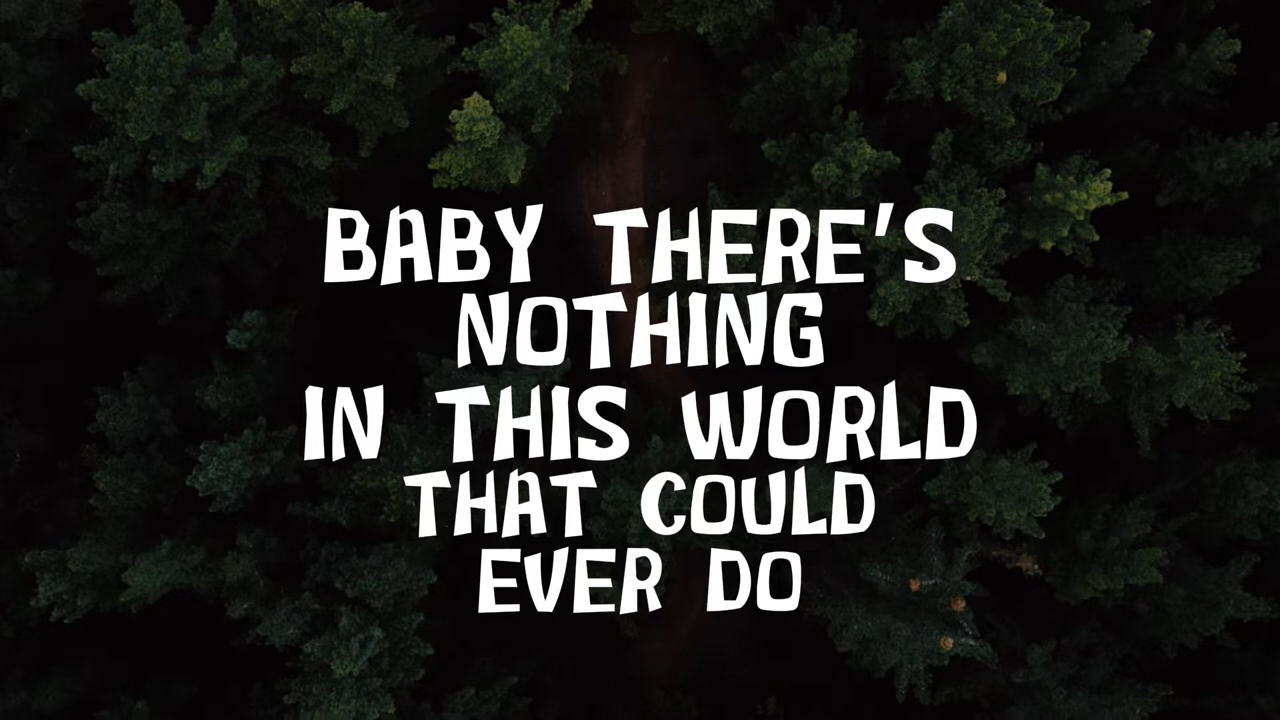 BABY THERE'S
NOTHING
IN THIS WORLD
THAT COULD
EVER DO